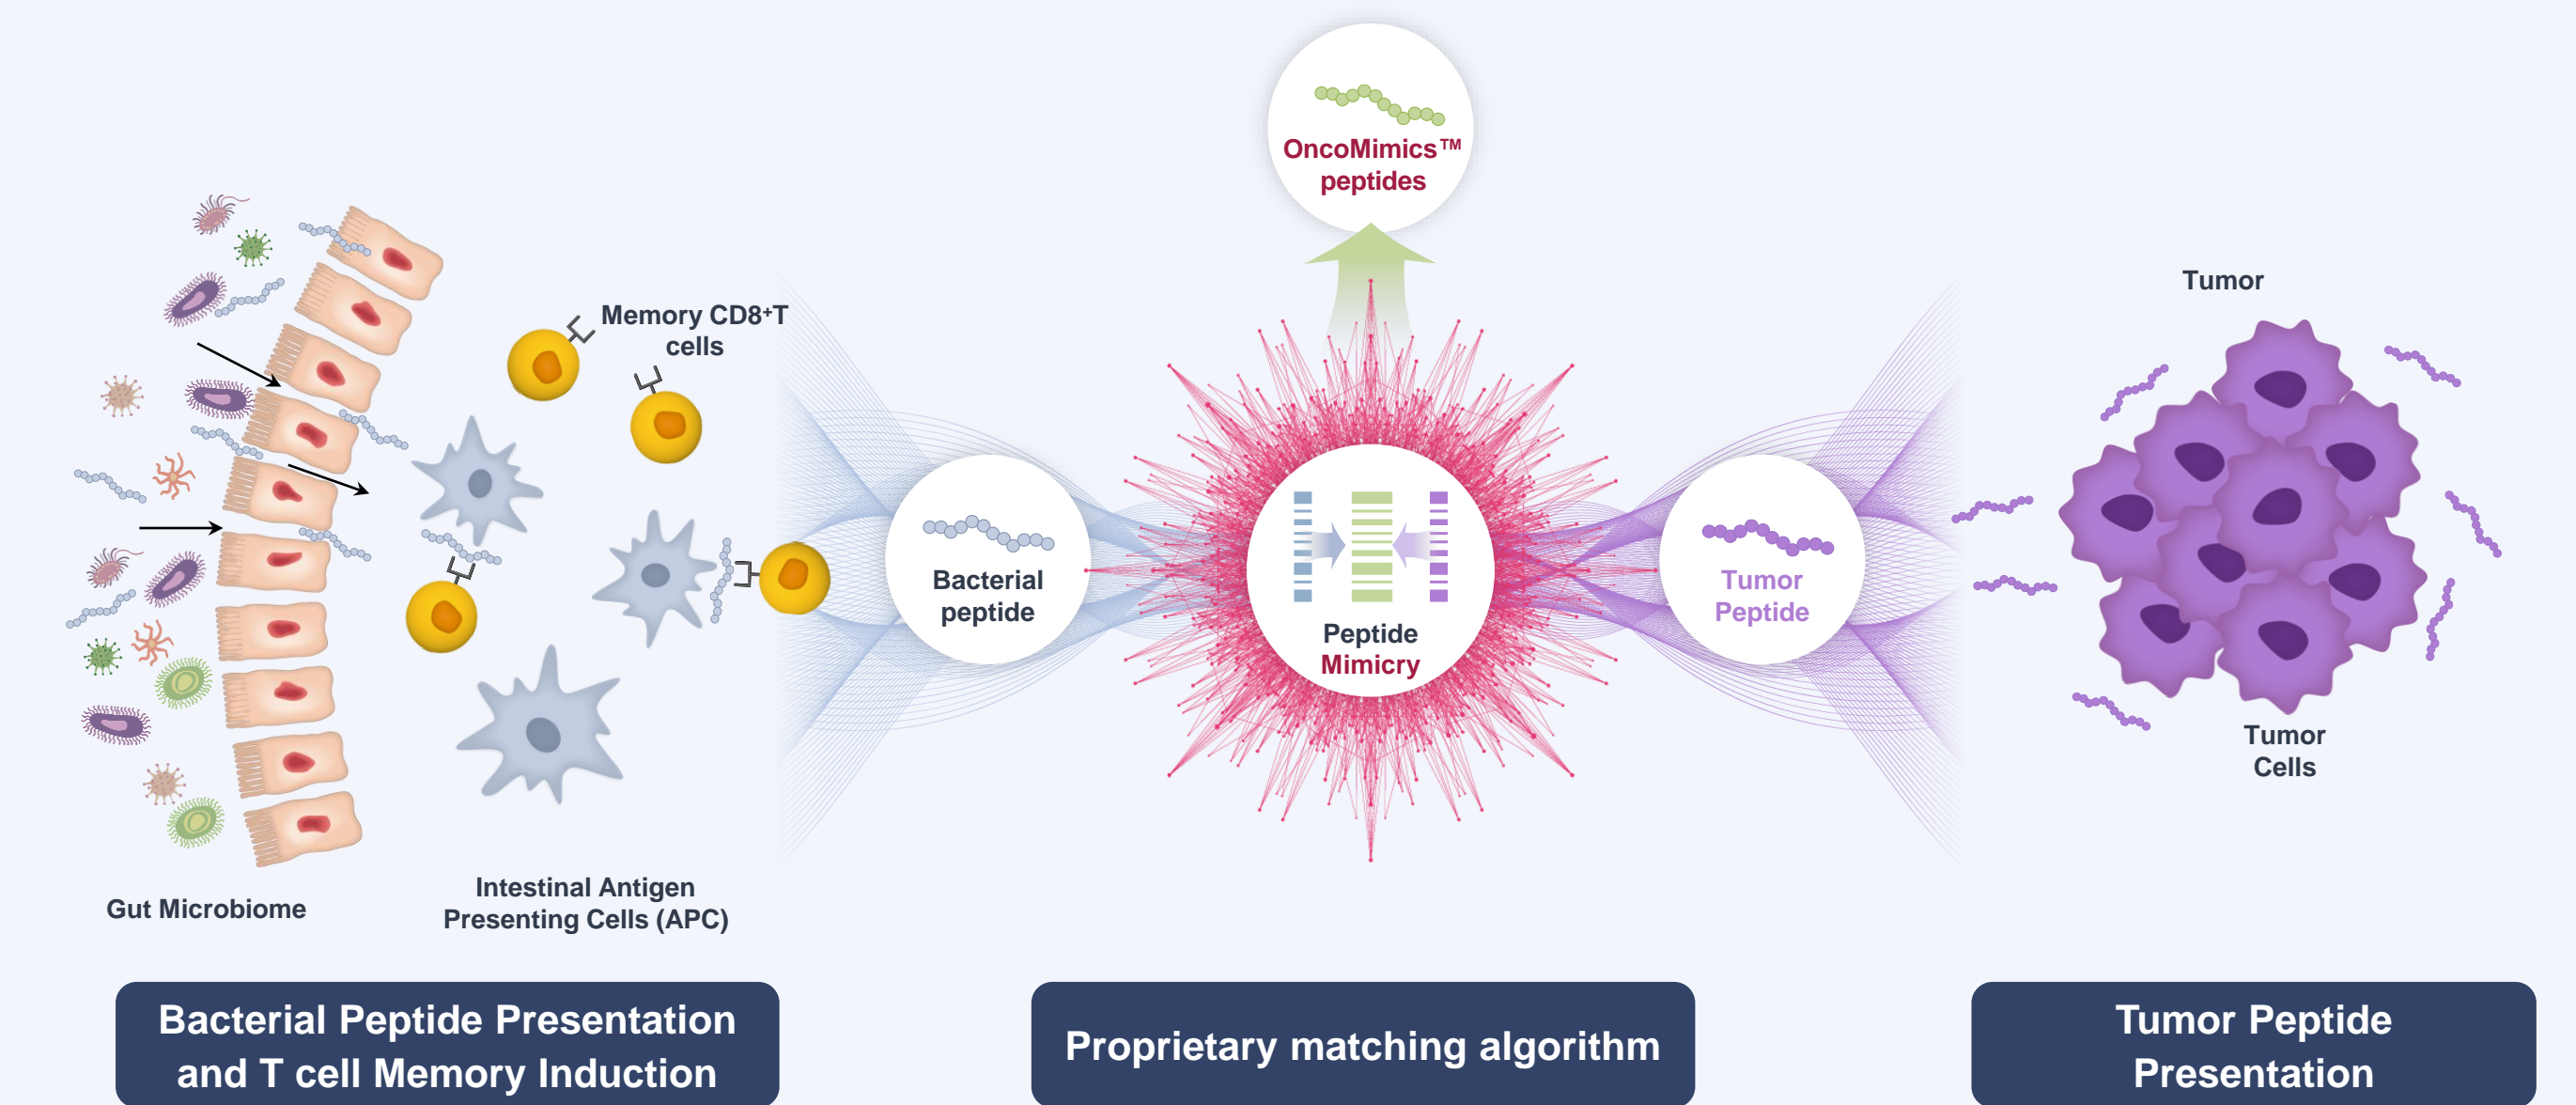 OncoMimics™
peptides
Memory CD8⁺T
cells
Tumor
Bacterial
peptide
Peptide
Mimicry
Tumor
Peptide
Tumor
Cells
Gut Microbiome
Intestinal Antigen
Presenting Cells (APC)
Bacterial Peptide Presentation
and T cell Memory Induction
Proprietary matching algorithm
Tumor Peptide
Presentation